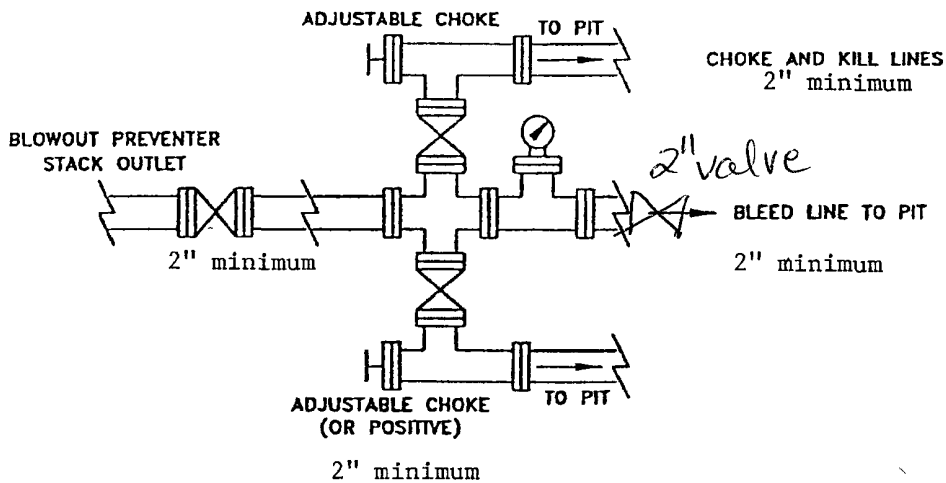 ADJUSTABLE CHOKE
TO PIT
CHOKE AND KILL LINES
2" minimum
BLOWOUT PREVENTER
STACK OUTLET
2" valve
BLEED LINE TO PIT
2" minimum
2" minimum
ADJUSTABLE CHOKE
(OR POSITIVE)
TO PIT
2" minimum